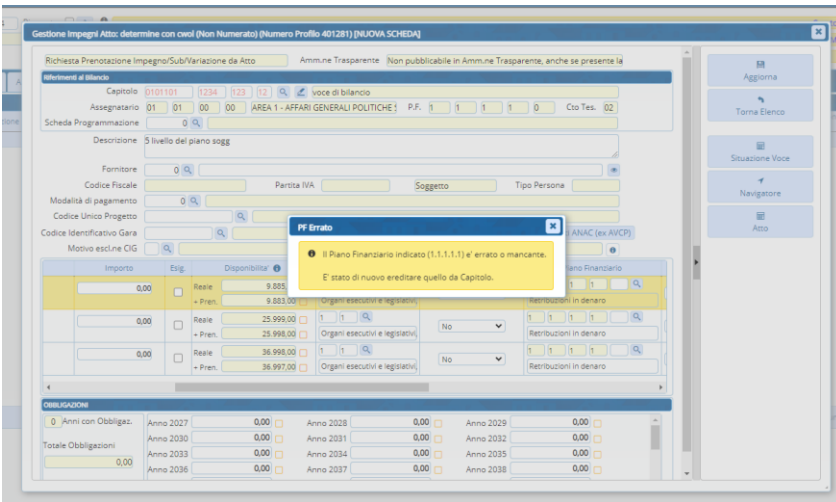 Gestione Impegni Atto: determine con cwol (Non Numerato) (Numero Profilo 401281) [NUOVA SCHEDA]
Richiesta Prenotazione Impegno/Sub/Variazione da Atto Amm.ne Trasparente Non pubblicabile in Amm.ne Trasparente, anche se presente la
Riferimenti al Bilancio
Capitolo 0101101 1234 123 12 voce di bilancio
Assegnatario 01 01 00 00 AREA 1 - AFFARI GENERALI POLITICHE P.F. 1 1 1 1 0 Cto Tes. 02
Scheda Programmazione 0
Descrizione 5 livello del piano sogg
Fornitore 0
Codice Fiscale Partita IVA Soggetto Tipo Persona
Modalità di pagamento 0
Codice Unico Progetto
Codice Identificativo Gara ANAC (ex AVCP)
Motivo escl.ne CIG
PF Errato
Il Piano Finanziario indicato (1.1.1.1.1) e' errato o mancante.
E' stato di nuovo ereditare quello da Capitolo.
Importo Esig. Disponibilita' Piano Finanziario
0,00 Reale 9.885, 1 1
+ Pren. 9.883,00 Organi esecutivi e legislativi, Retribuzioni in denaro
0,00 Reale 25.999,00 1 1 No 1 1 1 1
+ Pren. 25.998,00 Organi esecutivi e legislativi, Retribuzioni in denaro
0,00 Reale 36.998,00 1 1 No 1 1 1 1
+ Pren. 36.997,00 Organi esecutivi e legislativi, Retribuzioni in denaro
OBBLIGAZIONI
0 Anni con Obbligaz. Anno 2027 0,00 Anno 2028 0,00 Anno 2029 0,00
Anno 2030 0,00 Anno 2031 0,00 Anno 2032 0,00
Totale Obbligazioni Anno 2033 0,00 Anno 2034 0,00 Anno 2035 0,00
0,00 Anno 2036 0,00 Anno 2037 0,00 Anno 2038 0,00
Aggiorna
Torna Elenco
Situazione Voce
Navigatore
Atto